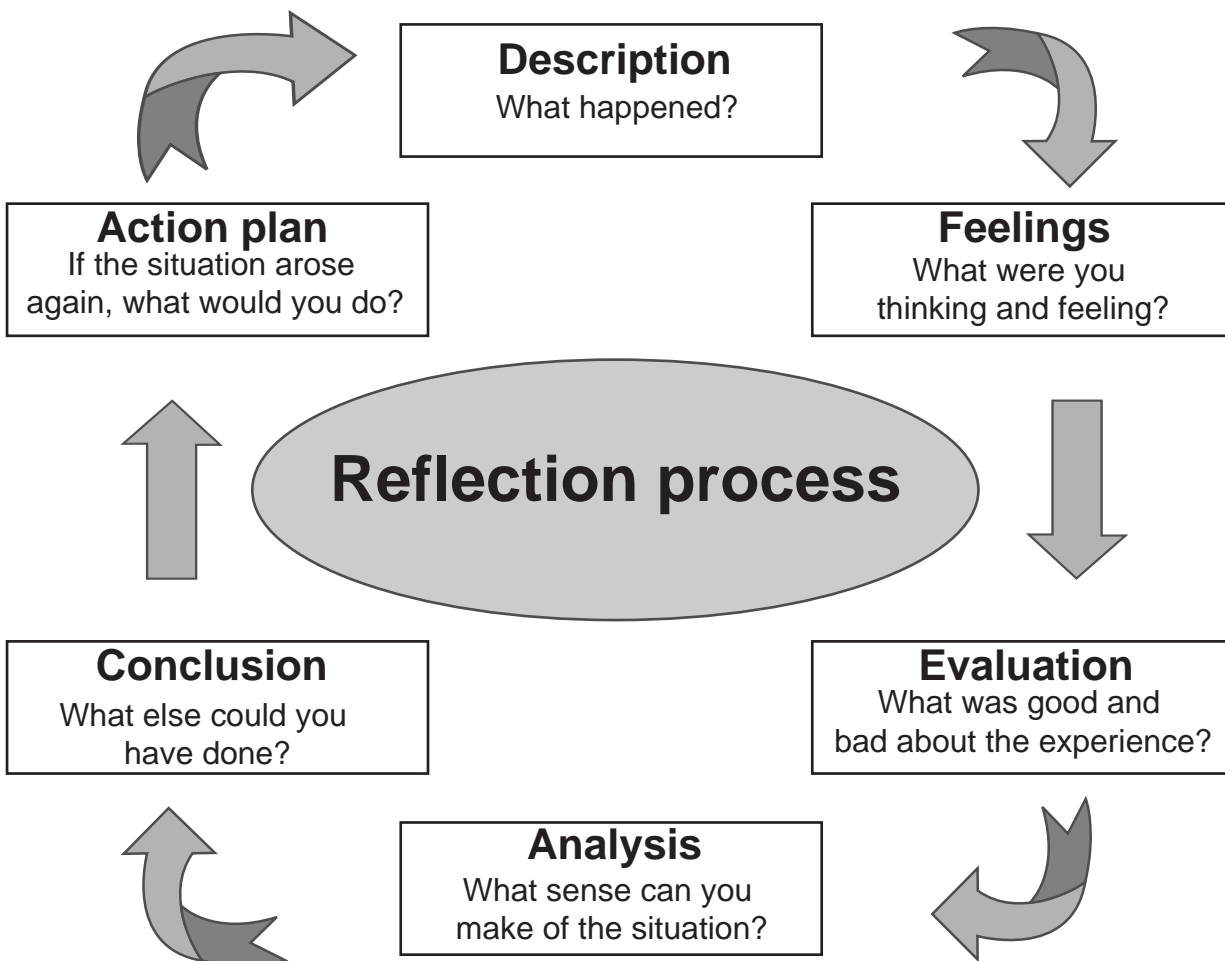 Description
What happened?
Feelings
What were you
thinking and feeling?
Evaluation
What was good and
bad about the experience?
Analysis
What sense can you
make of the situation?
Conclusion
What else could you
have done?
Action plan
If the situation arose
again, what would you do?
Reflection process